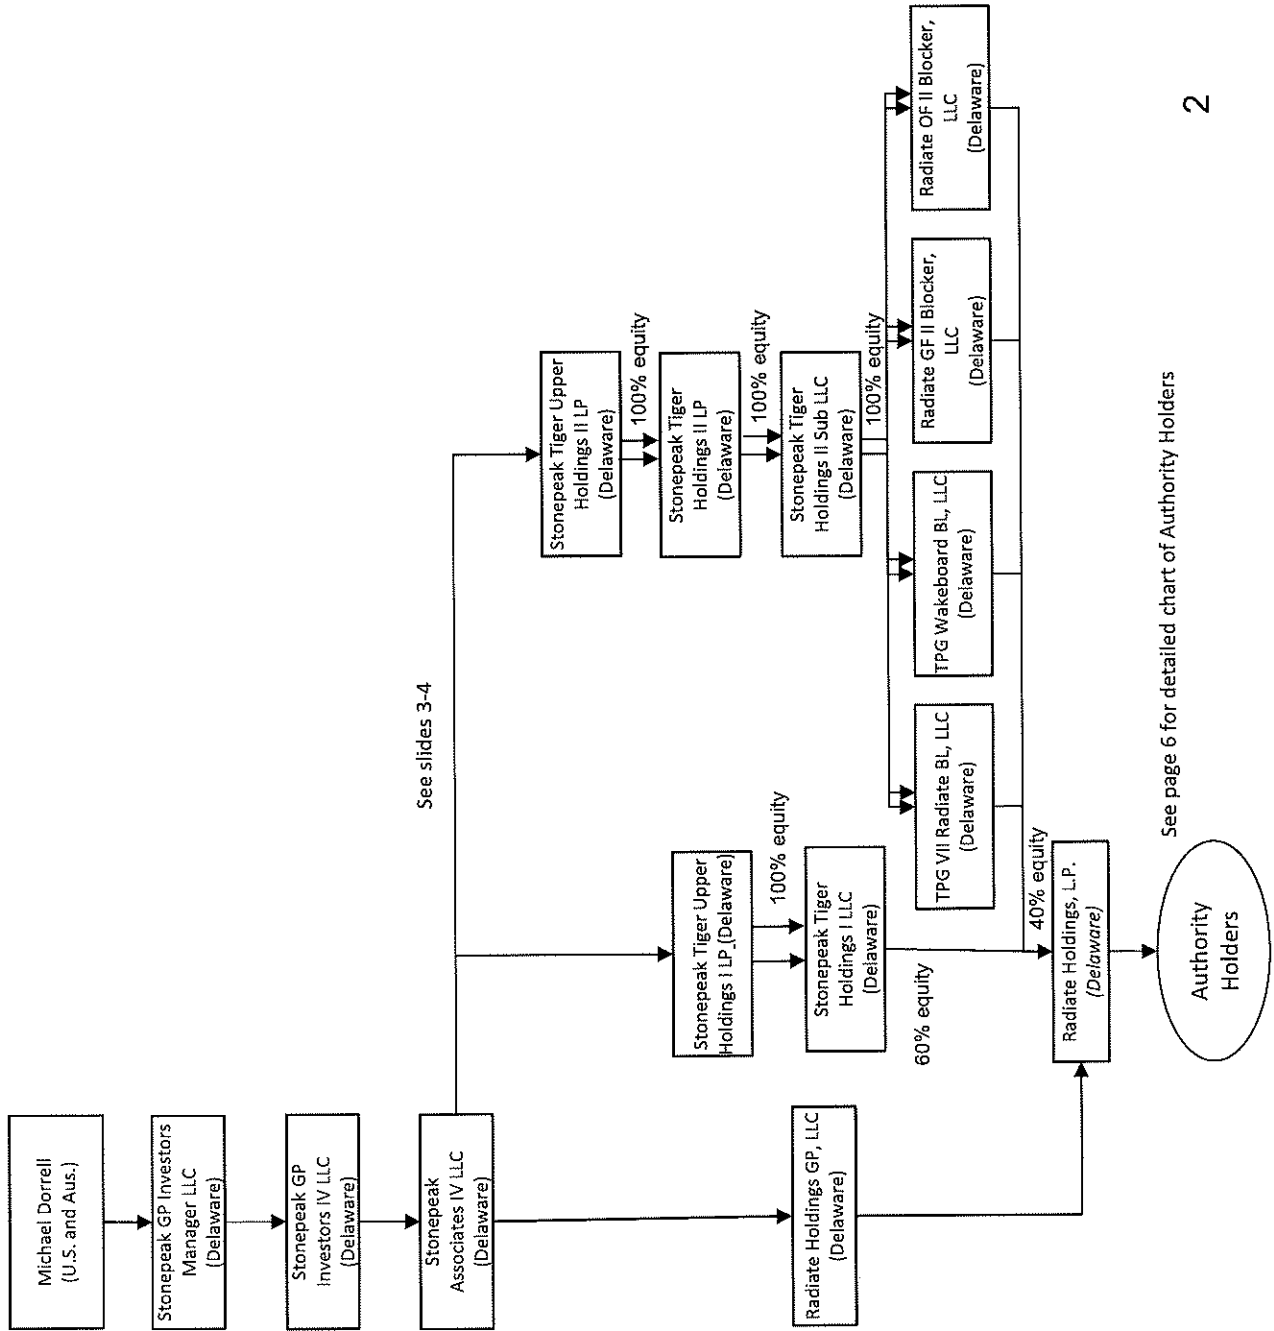 Michael Dorrell
(U.S. and Aus.)
Stonepeak GP Investors
Manager LLC
(Delaware)
Stonepeak GP
Investors IV LLC
(Delaware)
Stonepeak
Associates IV LLC
(Delaware)
See slides 3-4
Stonepeak Tiger Upper
Holdings II LP
(Delaware)
100% equity
Stonepeak Tiger
Holdings II LP
(Delaware)
100% equity
Stonepeak Tiger
Holdings II Sub LLC
(Delaware)
100% equity
Stonepeak Tiger Upper
Holdings I LP (Delaware)
100% equity
Stonepeak Tiger
Holdings I LLC
(Delaware)
60% equity
Radiate Holdings GP, LLC
(Delaware)
TPG VII Radiate BL, LLC
(Delaware)
TPG Wakeboard BL, LLC
(Delaware)
Radiate GF II Blocker,
LLC
(Delaware)
Radiate OF II Blocker,
LLC
(Delaware)
40% equity
Radiate Holdings, L.P.
(Delaware)
See page 6 for detailed chart of Authority Holders
Authority
Holders
2